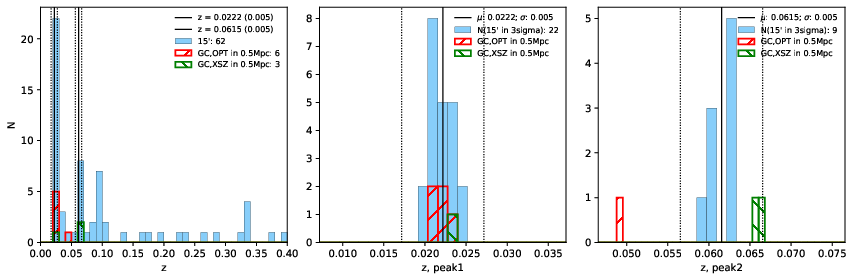 z = 0.0222 (0.005)
z = 0.0615 (0.005)
15': 62
GC,OPT in 0.5Mpc: 6
GC,XSZ in 0.5Mpc: 3
N
20
15
10
5
0
0.00 0.05 0.10 0.15 0.20 0.25 0.30 0.35 0.40
z
μ: 0.0222; σ: 0.005
N(15' in 3sigma): 22
GC,OPT in 0.5Mpc
GC,XSZ in 0.5Mpc
8
7
6
5
4
3
2
1
0
0.010 0.015 0.020 0.025 0.030 0.035
z, peak1
μ: 0.0615; σ: 0.005
N(15' in 3sigma): 9
GC,OPT in 0.5Mpc
GC,XSZ in 0.5Mpc
5
4
3
2
1
0
0.050 0.055 0.060 0.065 0.070 0.075
z, peak2